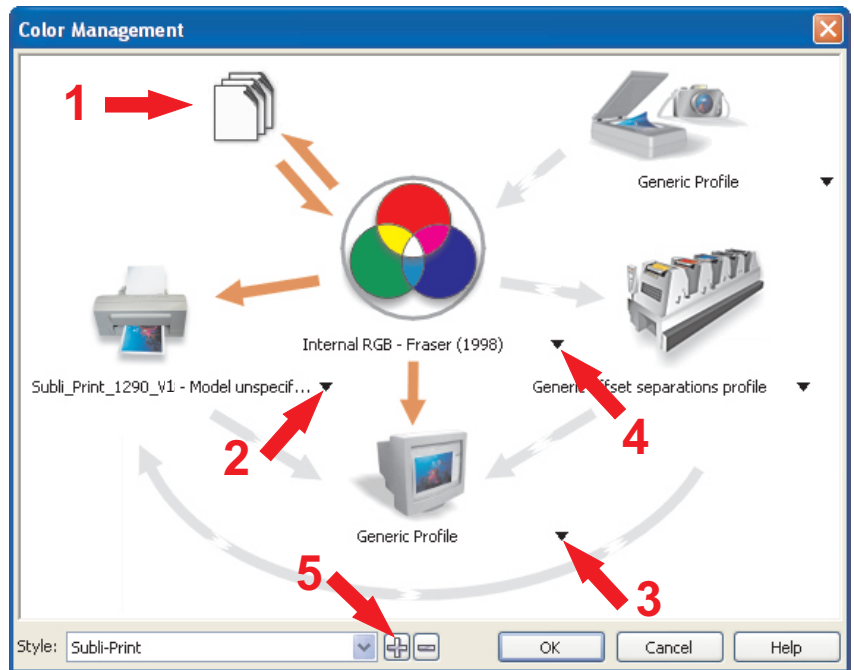 Color Management
1
Generic Profile
Internal RGB - Fraser (1998)
Subli_Print_1290_V1 - Model unspecif...
Generic offset separations profile
2
4
Generic Profile
5
3
Style: Subli-Print
OK
Cancel
Help